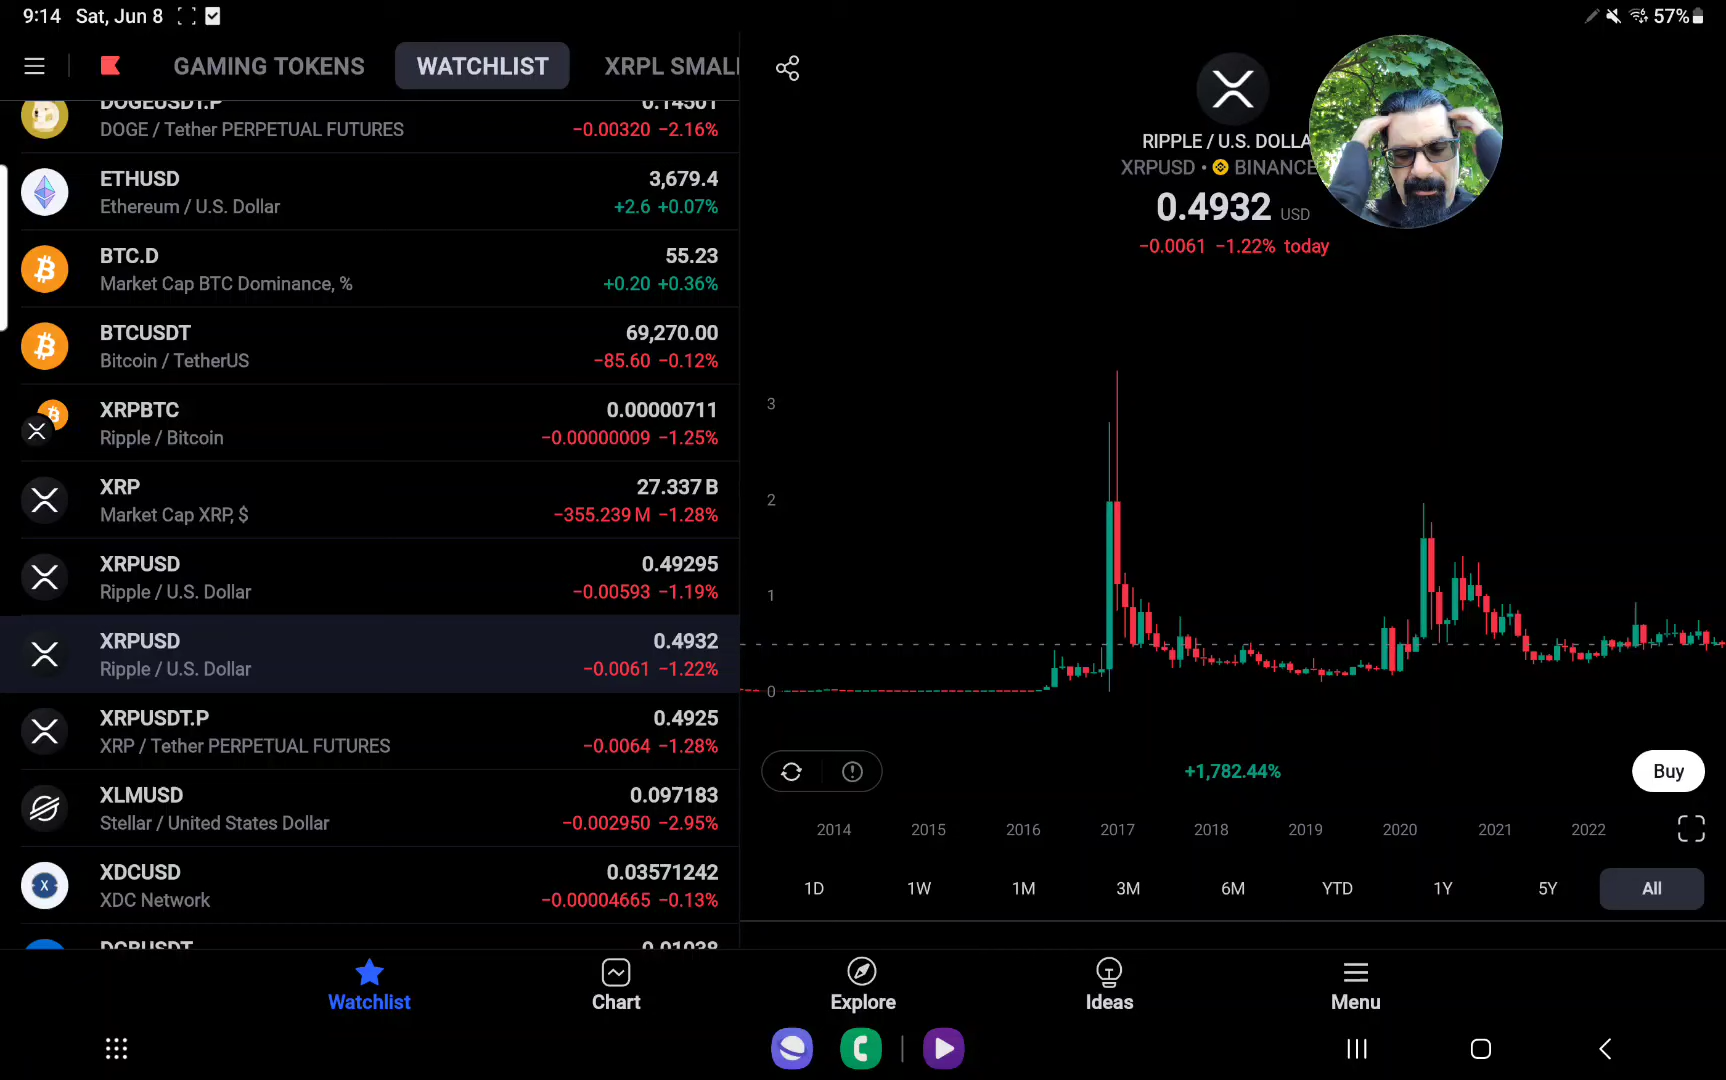 9:14 Sat, Jun 8 57%
GAMING TOKENS WATCHLIST XRPL SMALL
DOGEUSDT.P 0.14501
DOGE / Tether PERPETUAL FUTURES −0.00320 −2.16%
ETHUSD 3,679.4
Ethereum / U.S. Dollar +2.6 +0.07%
BTC.D 55.23
Market Cap BTC Dominance, % +0.20 +0.36%
BTCUSDT 69,270.00
Bitcoin / TetherUS −85.60 −0.12%
XRPBTC 0.00000711
Ripple / Bitcoin −0.00000009 −1.25%
XRP 27.337 B
Market Cap XRP, $ −355.239 M −1.28%
XRPUSD 0.49295
Ripple / U.S. Dollar −0.00593 −1.19%
XRPUSD 0.4932
Ripple / U.S. Dollar −0.0061 −1.22%
XRPUSDT.P 0.4925
XRP / Tether PERPETUAL FUTURES −0.0064 −1.28%
XLMUSD 0.097183
Stellar / United States Dollar −0.002950 −2.95%
XDCUSD 0.03571242
XDC Network −0.00004665 −0.13%
RIPPLE / U.S. DOLLA
XRPUSD • BINANCE
0.4932 USD
−0.0061 −1.22% today
3
2
1
0
+1,782.44%
Buy
2014 2015 2016 2017 2018 2019 2020 2021 2022
1D 1W 1M 3M 6M YTD 1Y 5Y All
Watchlist Chart Explore Ideas Menu